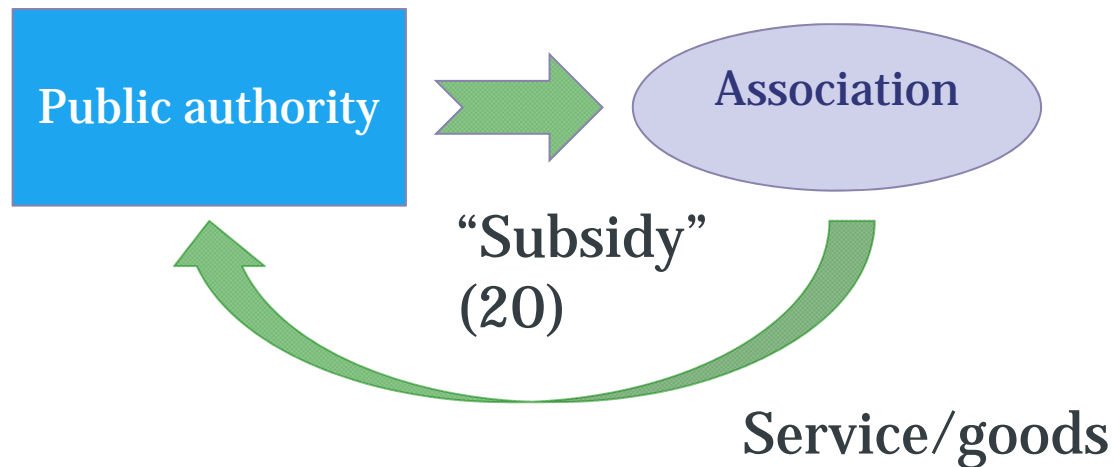 Public authority
Association
“Subsidy”
(20)
Service/goods